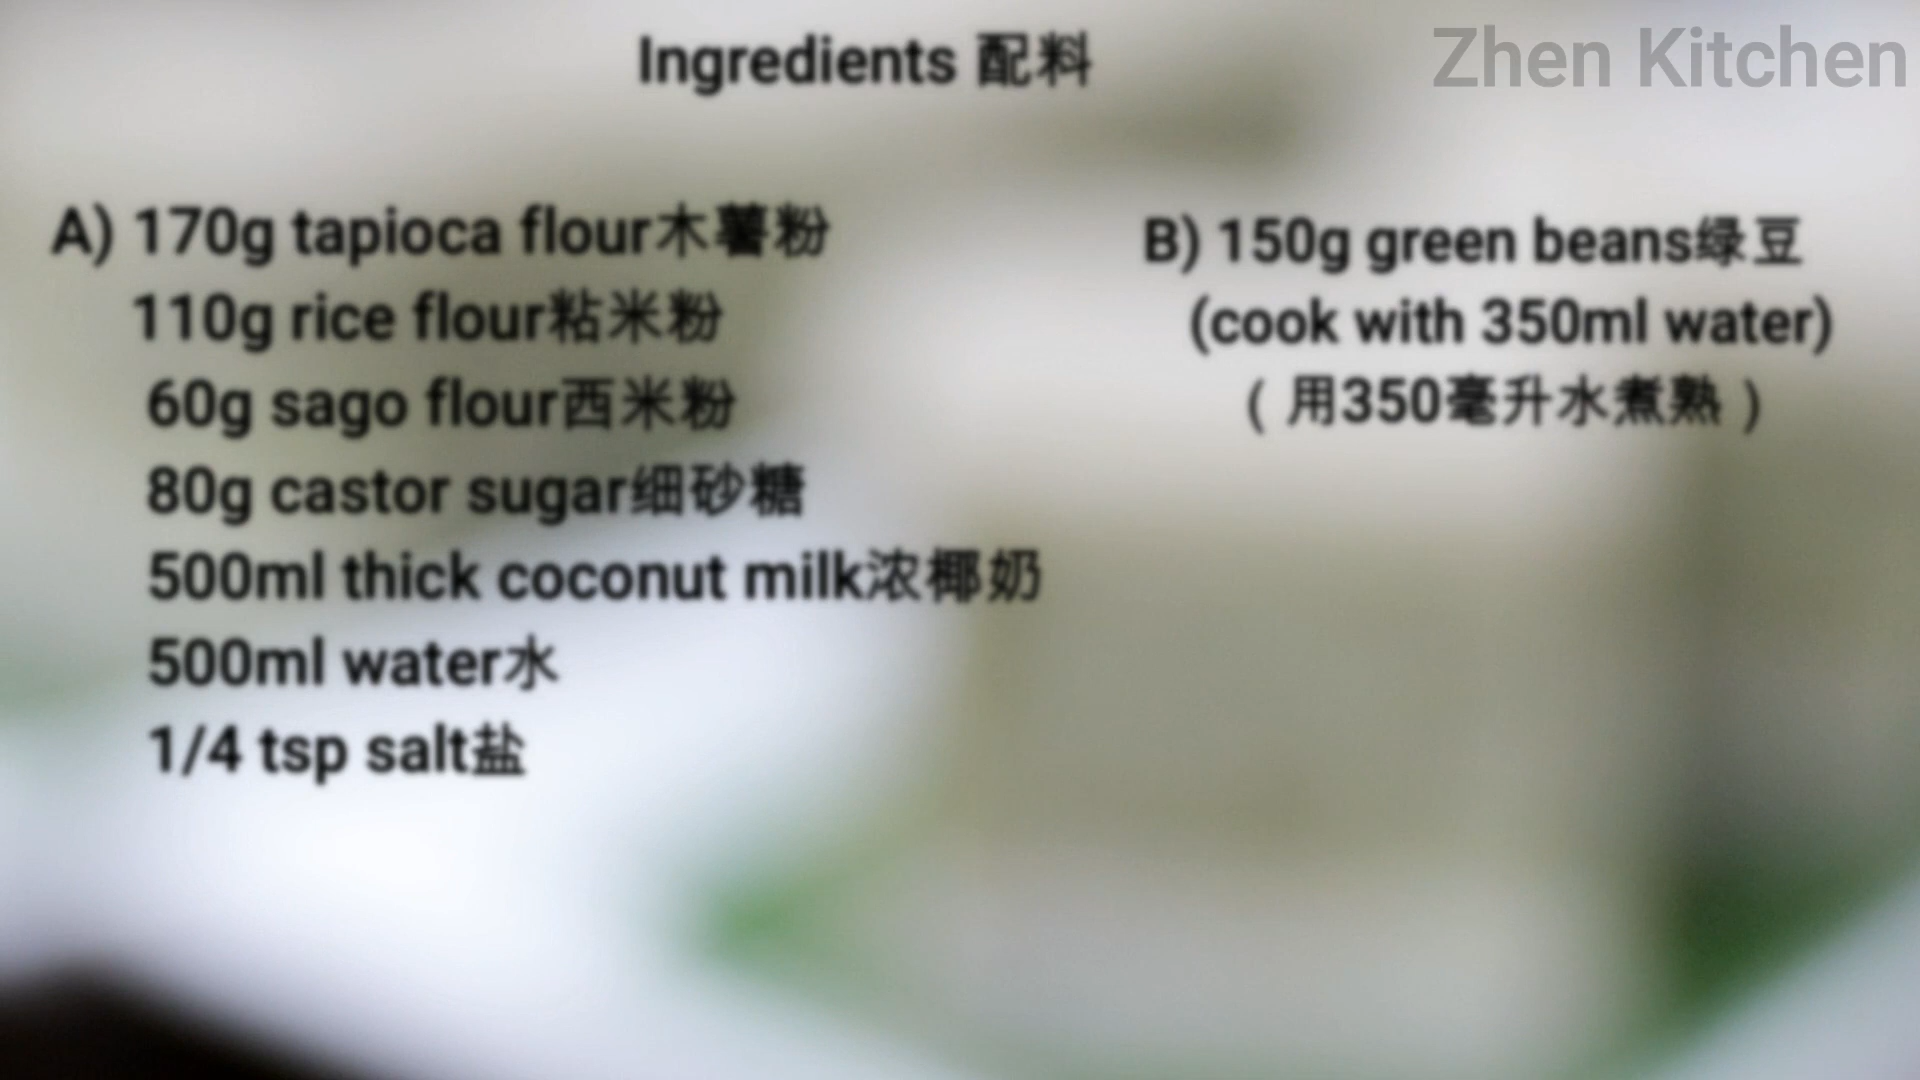 Ingredients 配料
Zhen Kitchen
A) 170g tapioca flour木薯粉
110g rice flour粘米粉
60g sago flour西米粉
80g castor sugar细砂糖
500ml thick coconut milk浓椰奶
500ml water水
1/4 tsp salt盐
B) 150g green beans绿豆
(cook with 350ml water)
（用350毫升水煮熟）